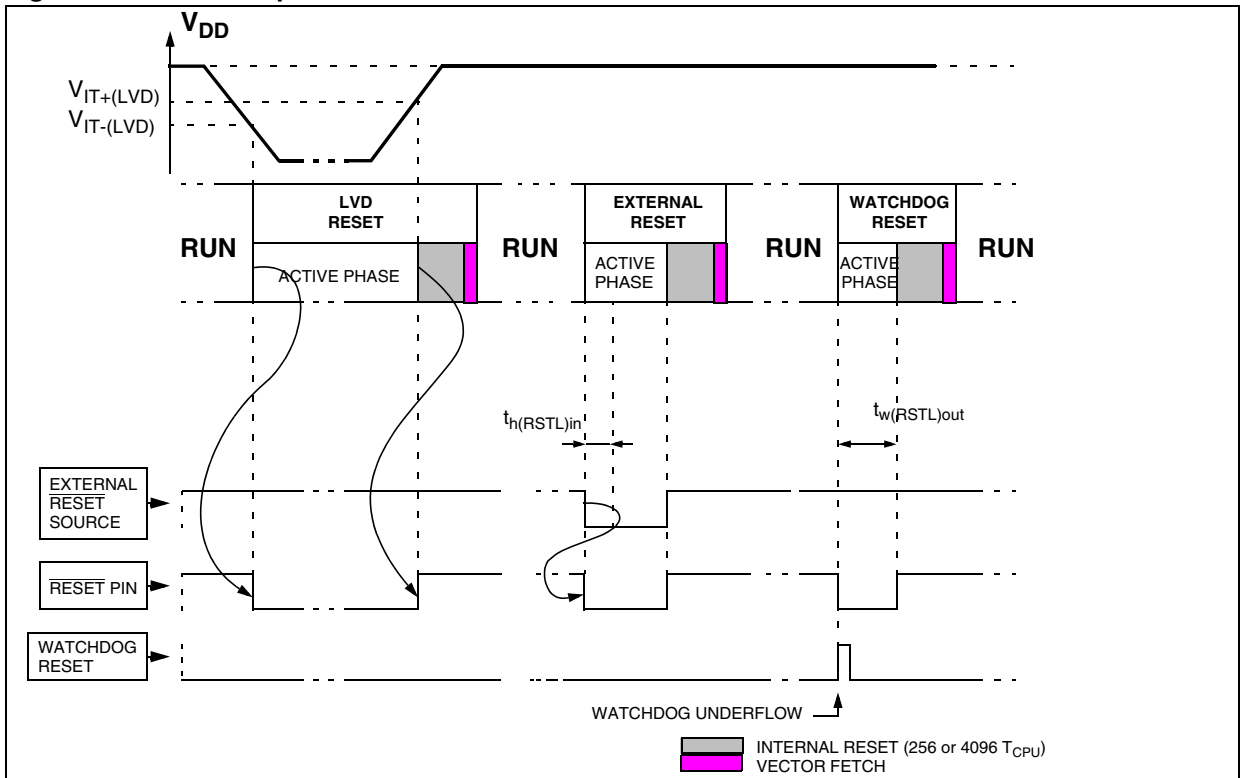 V_DD
V_IT+(LVD)
V_IT-(LVD)
LVD
RESET
EXTERNAL
RESET
WATCHDOG
RESET
RUN
RUN
RUN
RUN
ACTIVE PHASE
ACTIVE
PHASE
ACTIVE
PHASE
t_h(RSTL)in
t_w(RSTL)out
EXTERNAL
RESET
SOURCE
RESET PIN
WATCHDOG
RESET
WATCHDOG UNDERFLOW
INTERNAL RESET (256 or 4096 T_CPU)
VECTOR FETCH